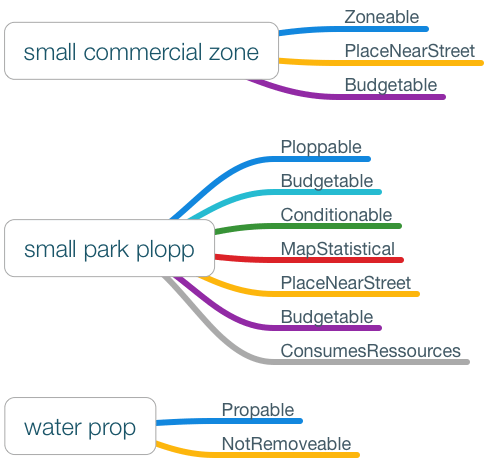 small commercial zone
Zoneable
PlaceNearStreet
Budgetable
small park plopp
Ploppable
Budgetable
Conditionable
MapStatistical
PlaceNearStreet
Budgetable
ConsumesRessources
water prop
Propable
NotRemoveable